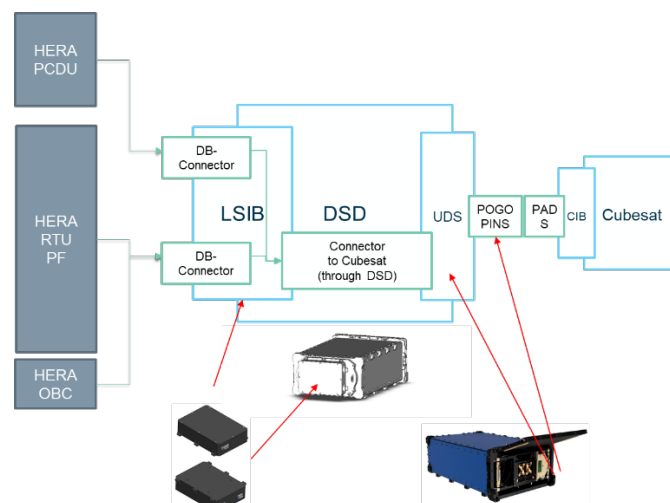 HERA
PCDU
HERA
RTU
PF
HERA
OBC
DB-
Connector
LSIB
DB-
Connector
DSD
Connector
to Cubesat
(through DSD)
UDS
POGO
PINS
PAD
S
CIB
Cubesat